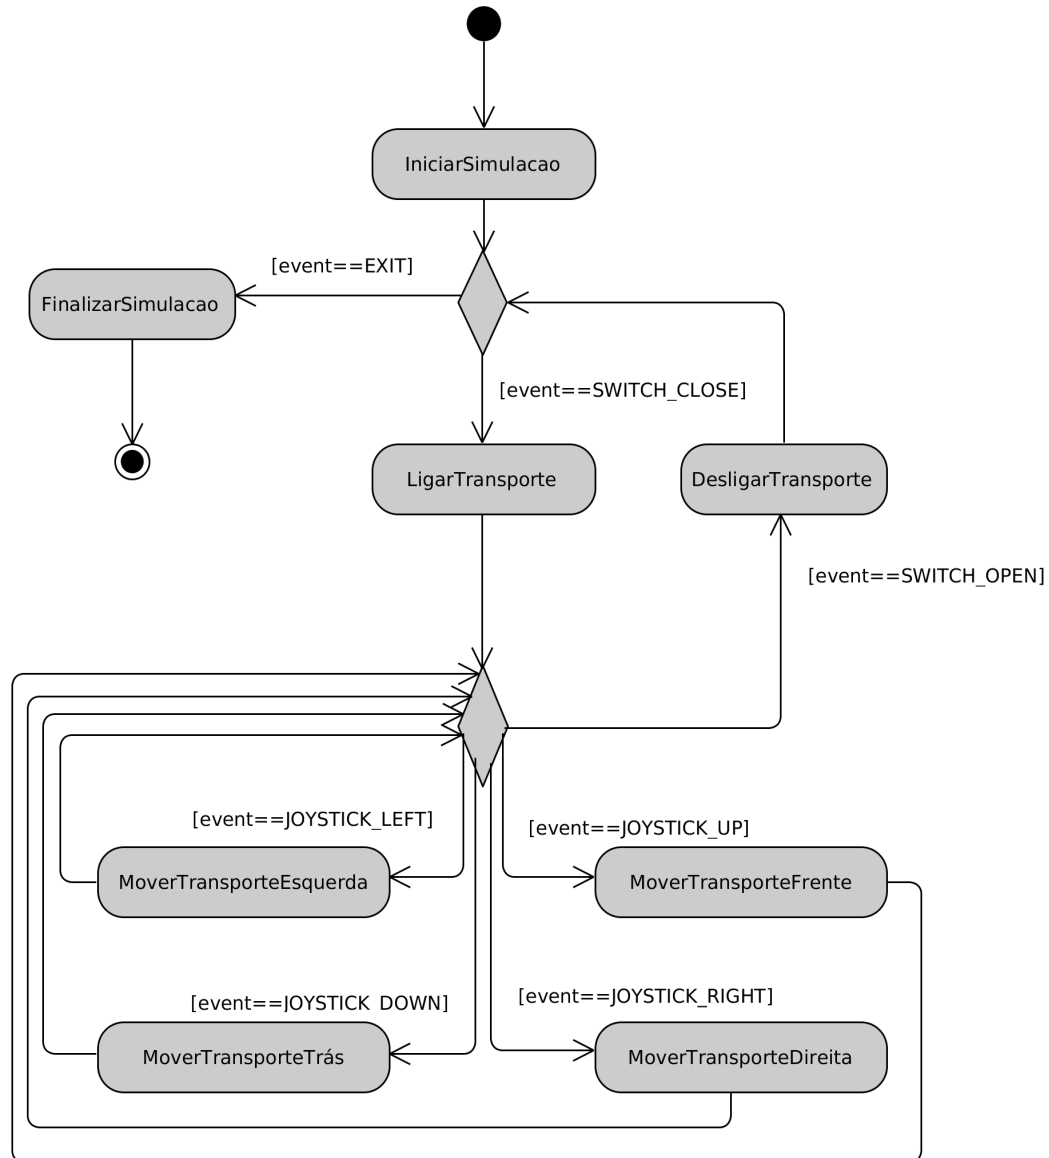 IniciarSimulacao
[event==EXIT]
FinalizarSimulacao
[event==SWITCH_CLOSE]
LigarTransporte
DesligarTransporte
[event==SWITCH_OPEN]
[event==JOYSTICK_LEFT]
[event==JOYSTICK_UP]
MoverTransporteEsquerda
MoverTransporteFrente
[event==JOYSTICK_DOWN]
[event==JOYSTICK_RIGHT]
MoverTransporteTrás
MoverTransporteDireita